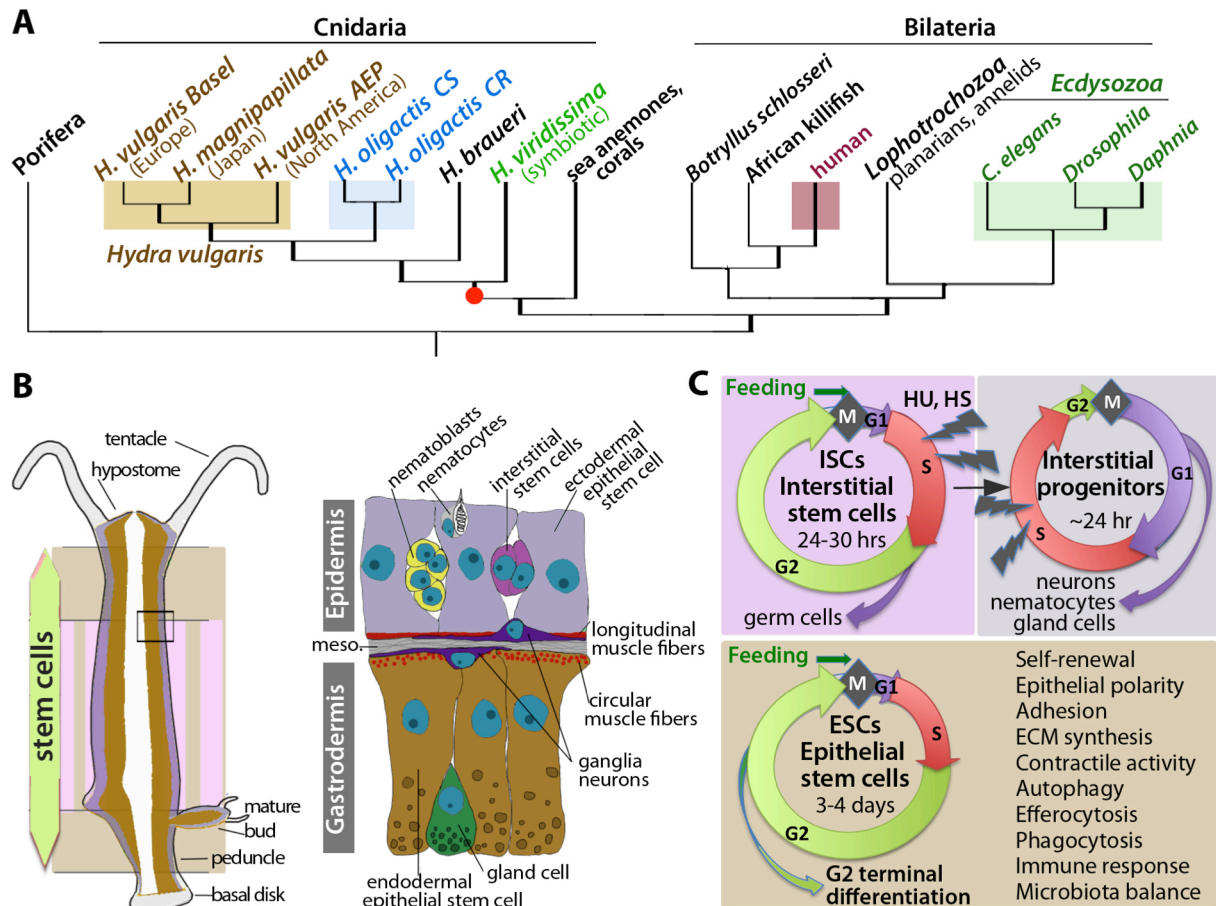 A
Cnidaria
Bilateria
Ecdysozoa
Porifera
H. vulgaris Basel
(Europe)
H. magnipapillata
(Japan)
H. vulgaris AEP
(North America)
H. oligactis CS
H. oligactis CR
H. braueri
H. viridissima
(symbiotic)
sea anemones,
corals
Botryllus schlosseri
African killifish
human
Lophotrochozoa
planarians, annelids
C. elegans
Drosophila
Daphnia
Hydra vulgaris
B
tentacle
hypostome
stem cells
mature
bud
peduncle
basal disk
nematoblasts
nematocytes
interstitial
stem cells
ectodermal
epithelial
stem cell
Epidermis
meso.
Gastrodermis
longitudinal
muscle fibers
circular
muscle fibers
ganglia
neurons
gland cell
endodermal
epithelial stem cell
C
Feeding
M
G1
S
G2
HU, HS
ISCs
Interstitial
stem cells
24-30 hrs
germ cells
G2
M
G1
S
Interstitial
progenitors
~24 hr
neurons
nematocytes
gland cells
Feeding
M
G1
S
G2
ESCs
Epithelial
stem cells
3-4 days
G2 terminal
differentiation
Self-renewal
Epithelial polarity
Adhesion
ECM synthesis
Contractile activity
Autophagy
Efferocytosis
Phagocytosis
Immune response
Microbiota balance